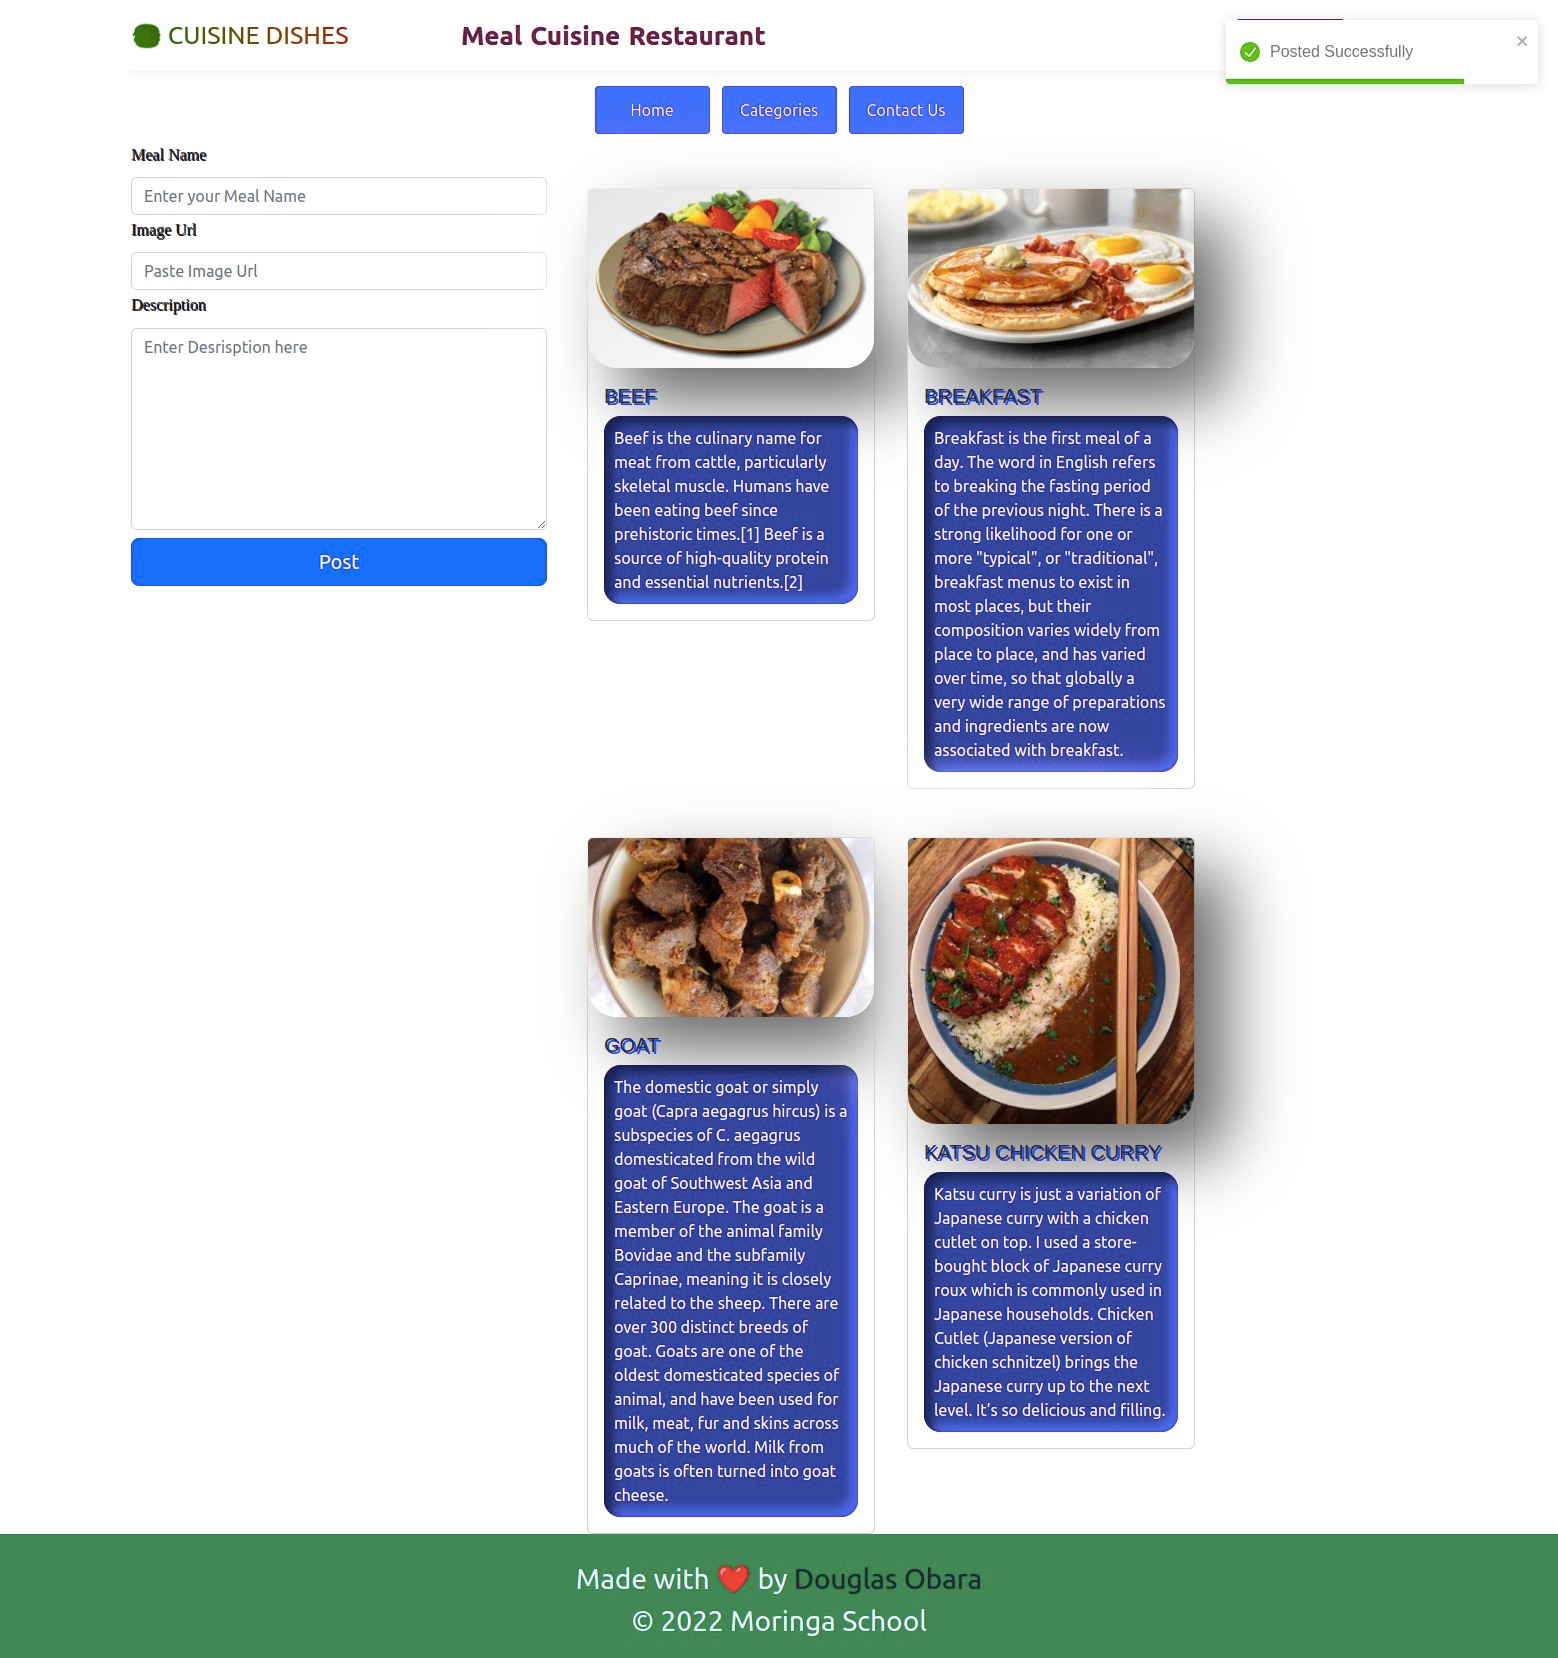 CUISINE DISHES
Meal Cuisine Restaurant
Posted Successfully
Home
Categories
Contact Us
Meal Name
Enter your Meal Name
Image Url
Paste Image Url
Description
Enter Desrisption here
Post
BEEF
Beef is the culinary name for
meat from cattle, particularly
skeletal muscle. Humans have
been eating beef since
prehistoric times.[1] Beef is a
source of high-quality protein
and essential nutrients.[2]
BREAKFAST
Breakfast is the first meal of a
day. The word in English refers
to breaking the fasting period
of the previous night. There is a
strong likelihood for one or
more "typical", or "traditional",
breakfast menus to exist in
most places, but their
composition varies widely from
place to place, and has varied
over time, so that globally a
very wide range of preparations
and ingredients are now
associated with breakfast.
GOAT
The domestic goat or simply
goat (Capra aegagrus hircus) is a
subspecies of C. aegagrus
domesticated from the wild
goat of Southwest Asia and
Eastern Europe. The goat is a
member of the animal family
Bovidae and the subfamily
Caprinae, meaning it is closely
related to the sheep. There are
over 300 distinct breeds of
goat. Goats are one of the
oldest domesticated species of
animal, and have been used for
milk, meat, fur and skins across
much of the world. Milk from
goats is often turned into goat
cheese.
KATSU CHICKEN CURRY
Katsu curry is just a variation of
Japanese curry with a chicken
cutlet on top. I used a store-
bought block of Japanese curry
roux which is commonly used in
Japanese households. Chicken
Cutlet (Japanese version of
chicken schnitzel) brings the
Japanese curry up to the next
level. It’s so delicious and filling.
Made with ❤️ by Douglas Obara
© 2022 Moringa School